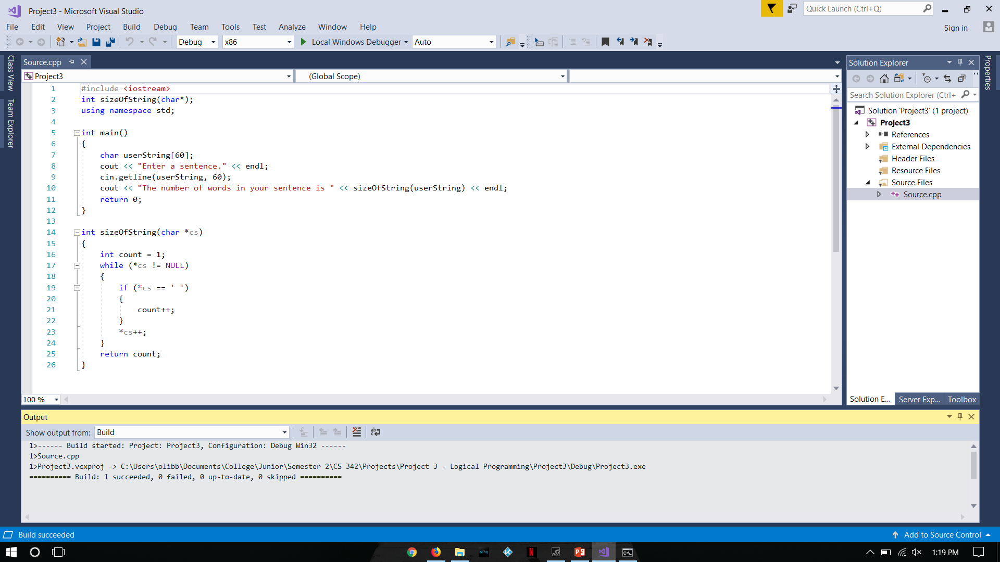 Project3 - Microsoft Visual Studio
Quick Launch (Ctrl+Q)
File Edit View Project Build Debug Team Tools Test Analyze Window Help
Sign in
Debug x86 Local Windows Debugger Auto
Class View
Team Explorer
Source.cpp
Project3 (Global Scope)
1 #include <iostream>
2 int sizeOfString(char*);
3 using namespace std;
4
5 int main()
6 {
7 char userString[60];
8 cout << "Enter a sentence." << endl;
9 cin.getline(userString, 60);
10 cout << "The number of words in your sentence is " << sizeOfString(userString) << endl;
11 return 0;
12 }
13
14 int sizeOfString(char *cs)
15 {
16 int count = 1;
17 while (*cs != NULL)
18 {
19 if (*cs == ' ')
20 {
21 count++;
22 }
23 *cs++;
24 }
25 return count;
26 }
100 %
Solution Explorer
Search Solution Explorer (Ctrl+
Solution 'Project3' (1 project)
Project3
References
External Dependencies
Header Files
Resource Files
Source Files
Source.cpp
Solution E... Server Exp... Toolbox
Properties
Output
Show output from: Build
1>------ Build started: Project: Project3, Configuration: Debug Win32 ------
1>Source.cpp
1>Project3.vcxproj -> C:\Users\olibb\Documents\College\Junior\Semester 2\CS 342\Projects\Project 3 - Logical Programming\Project3\Debug\Project3.exe
========== Build: 1 succeeded, 0 failed, 0 up-to-date, 0 skipped ==========
Build succeeded
Add to Source Control
sling
1:19 PM